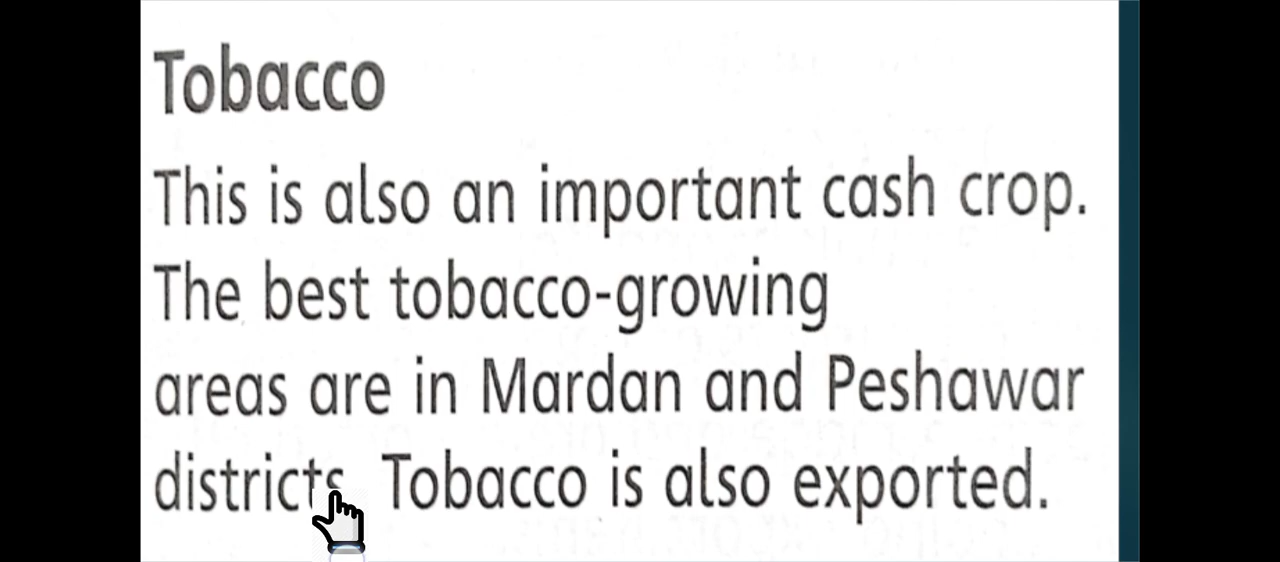 Tobacco
This is also an important cash crop.
The best tobacco-growing
areas are in Mardan and Peshawar
districts Tobacco is also exported.